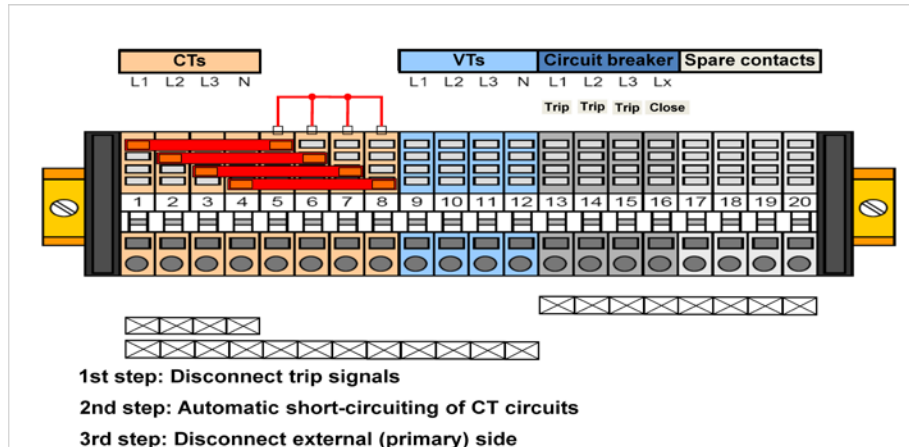 CTs VTs Circuit breaker Spare contacts
L1 L2 L3 N L1 L2 L3 N L1 L2 L3 Lx
Trip Trip Trip Close
1 2 3 4 5 6 7 8 9 10 11 12 13 14 15 16 17 18 19 20
1st step: Disconnect trip signals
2nd step: Automatic short-circuiting of CT circuits
3rd step: Disconnect external (primary) side